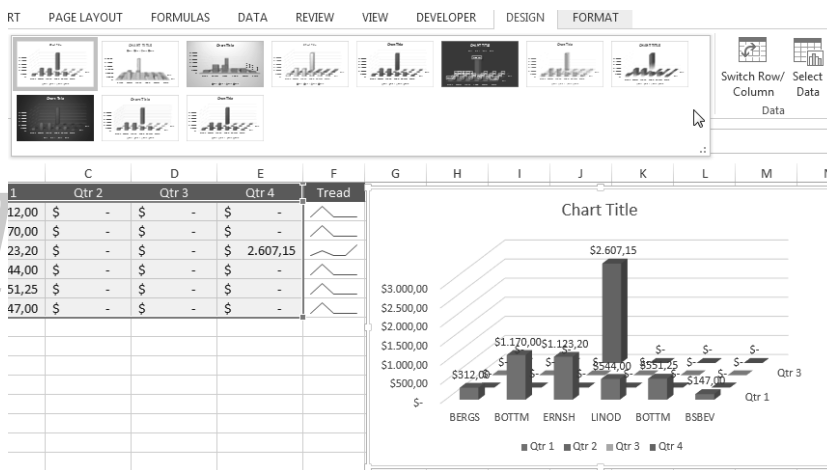 RT PAGE LAYOUT FORMULAS DATA REVIEW VIEW DEVELOPER DESIGN FORMAT
Switch Row/ Select
Column Data
Data
C D E F G H I J K L M
1 Qtr 2 Qtr 3 Qtr 4 Tread
12,00 $ - $ - $ -
70,00 $ - $ - $ -
23,20 $ - $ - $ 2.607,15
44,00 $ - $ - $ -
51,25 $ - $ - $ -
47,00 $ - $ - $ -
Chart Title
$2.607,15
$3.000,00
$2.500,00
$2.000,00
$1.500,00
$1.000,00
$500,00
$-
$1.170,00 $1.123,20 $- $- $-
$312,00 $- $- $544,00 $551,25 $- $-
$147,00
Qtr 3
Qtr 1
BERGS BOTTM ERNSH LINOD BOTTM BSBEV
Qtr 1 Qtr 2 Qtr 3 Qtr 4